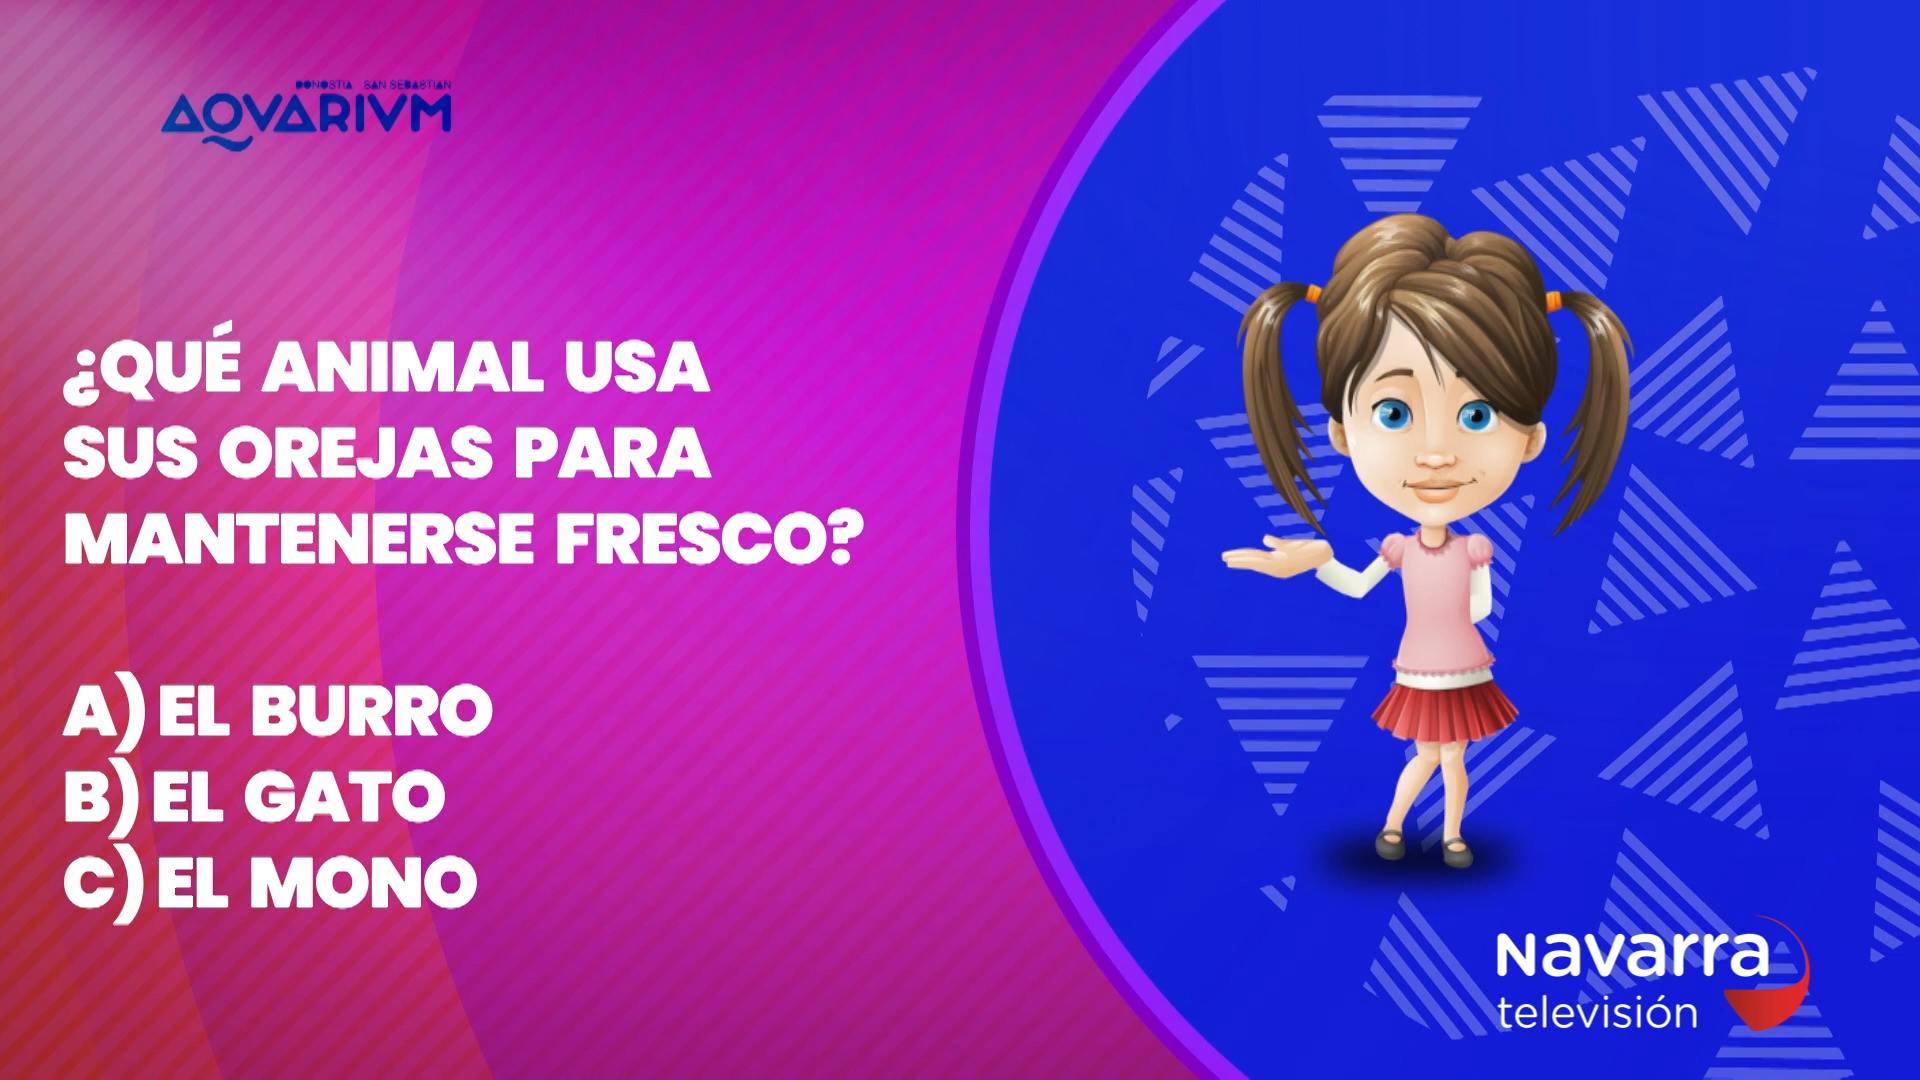 DONOSTIA SAN SEBASTIAN
AQVARIVM
¿QUÉ ANIMAL USA
SUS OREJAS PARA
MANTENERSE FRESCO?
A) EL BURRO
B) EL GATO
C) EL MONO
Navarra
televisión